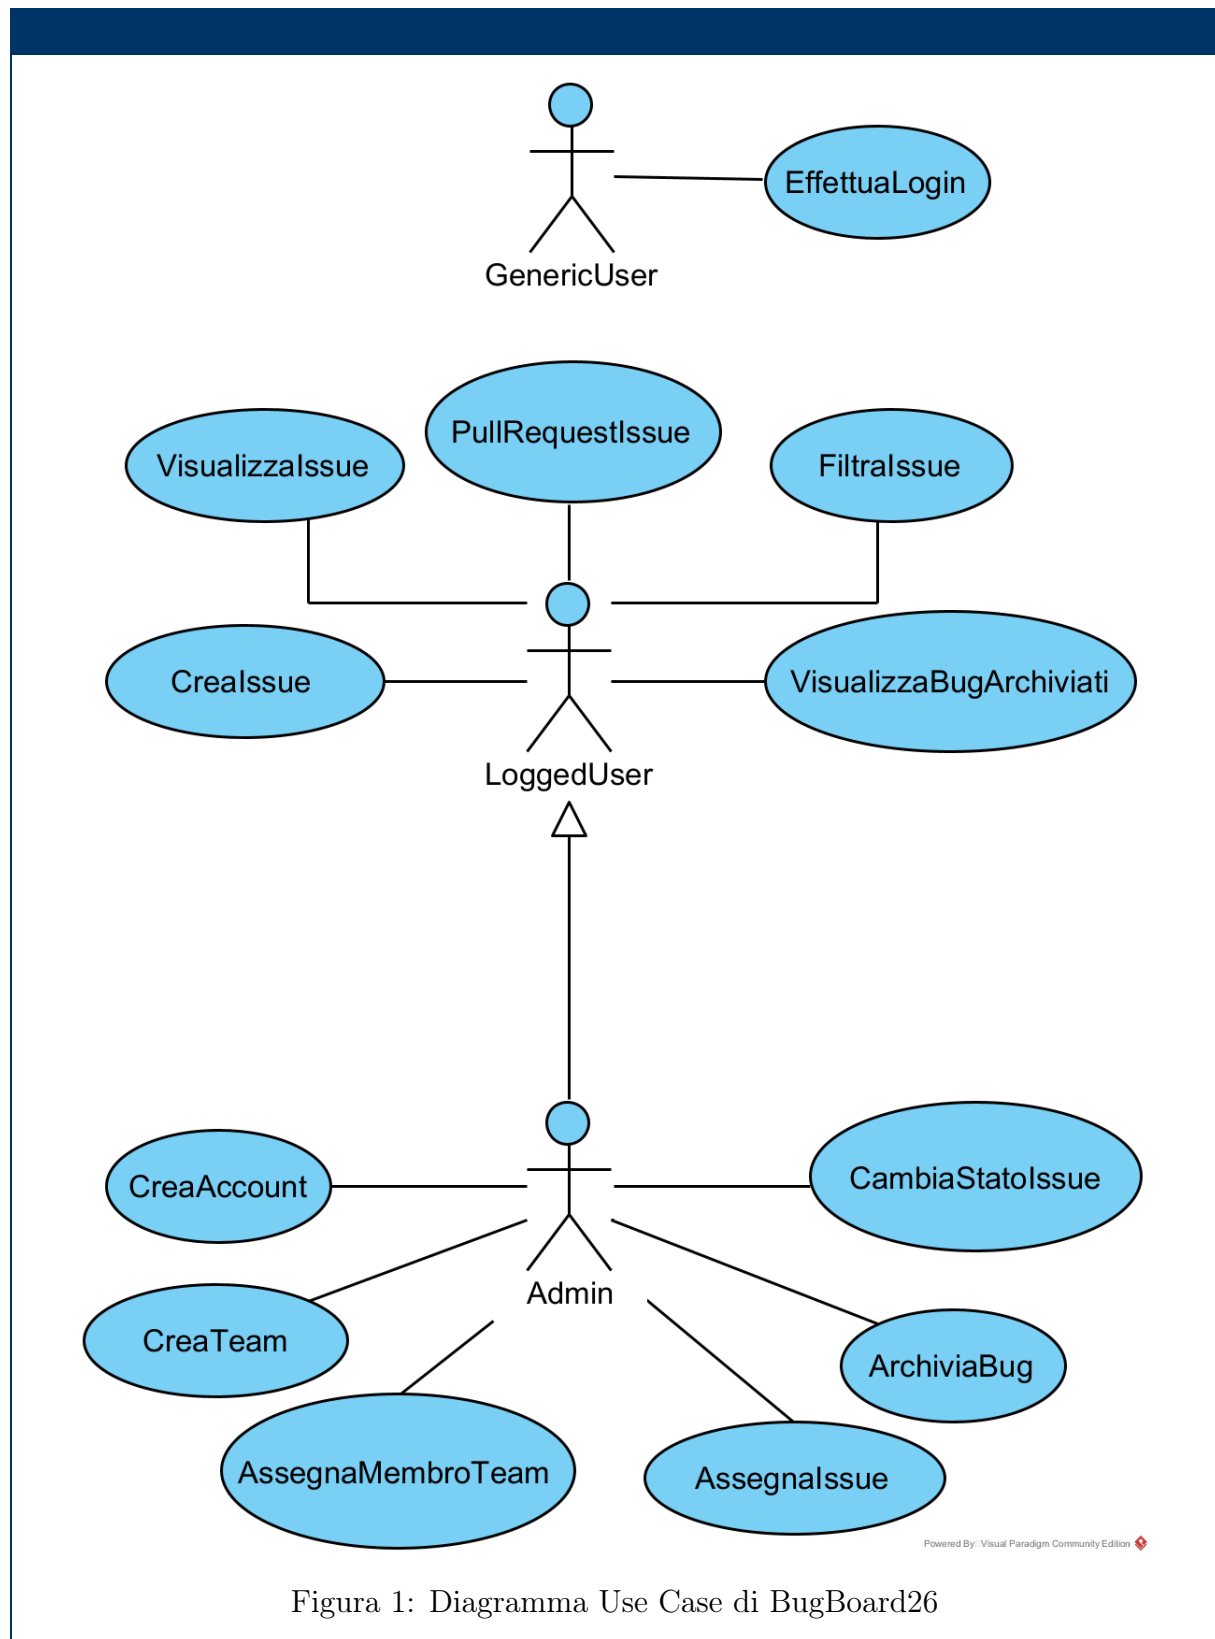 EffettuaLogin
GenericUser
PullRequestIssue
VisualizzaIssue
FiltraIssue
CreaIssue
VisualizzaBugArchiviati
LoggedUser
CreaAccount
CambiaStatoIssue
Admin
CreaTeam
ArchiviaBug
AssegnaMembroTeam
AssegnaIssue
Powered By Visual Paradigm Community Edition
Figura 1: Diagramma Use Case di BugBoard26